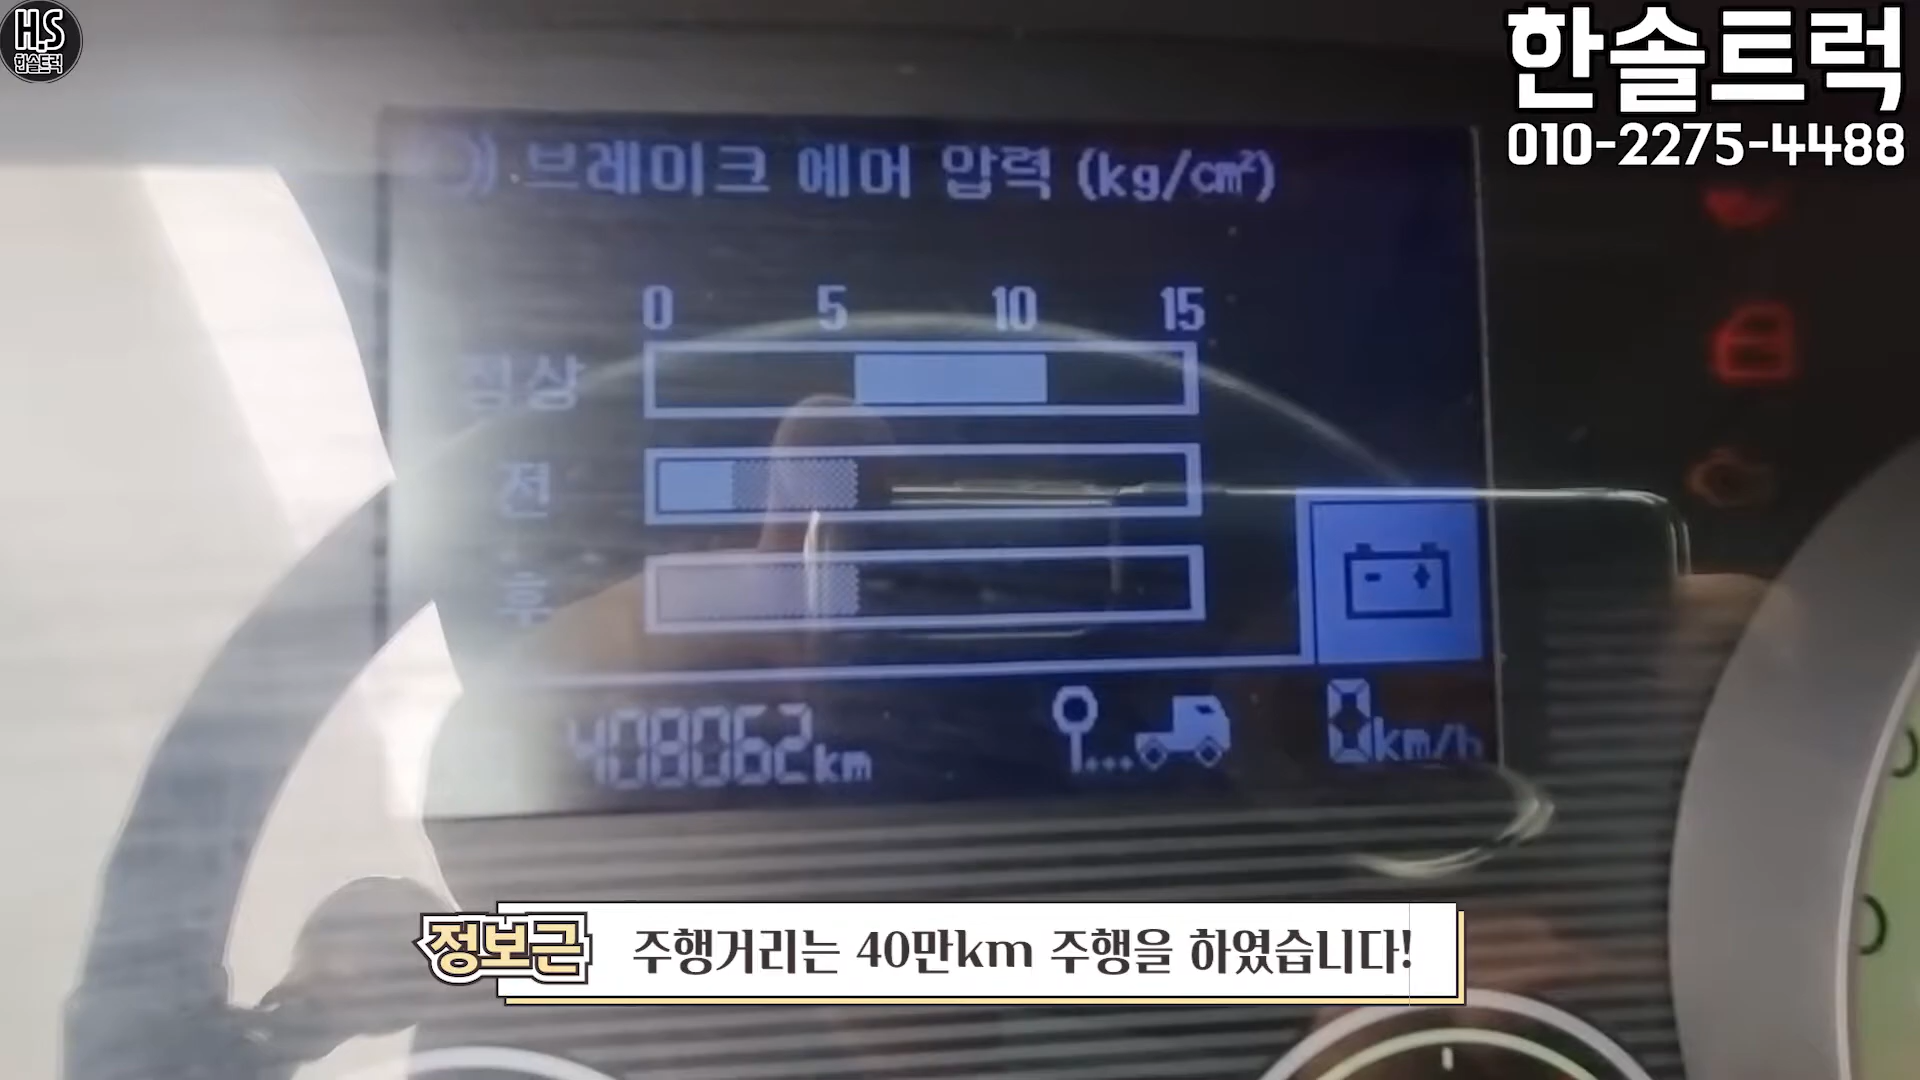 H.S
한솔트럭
한솔트럭
010-2275-4488
브레이크 에어 압력 (kg/cm²)
0 5 10 15
정상
전
후
408062km
0km/h
정보근
주행거리는 40만km 주행을 하였습니다!